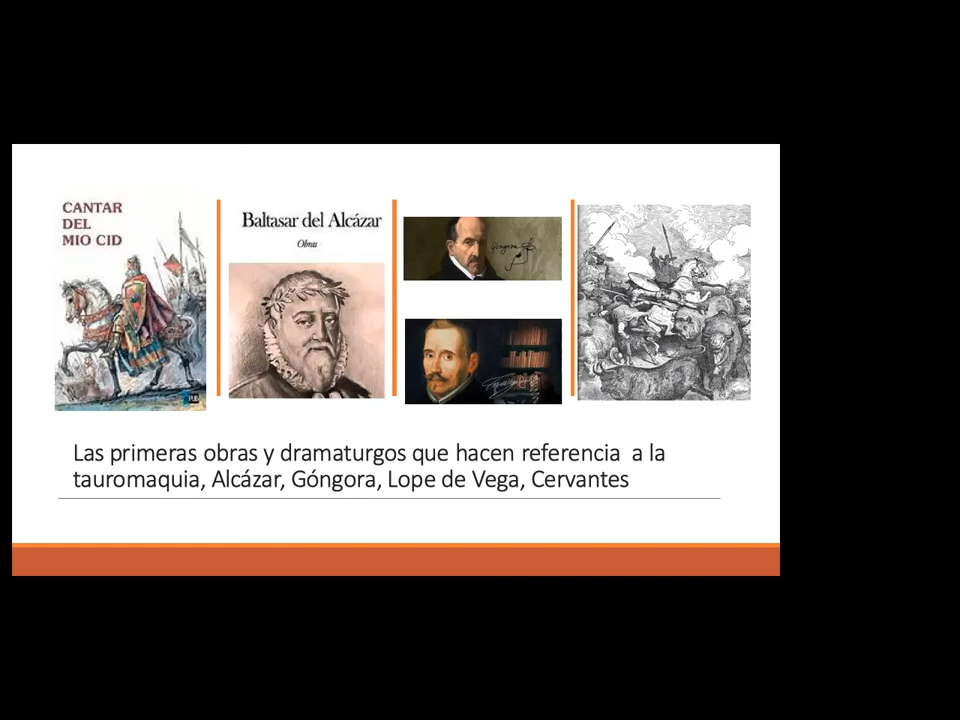 CANTAR
DEL
MIO CID
Baltasar del Alcázar
Obras
Góngora
Las primeras obras y dramaturgos que hacen referencia a la
tauromaquia, Alcázar, Góngora, Lope de Vega, Cervantes